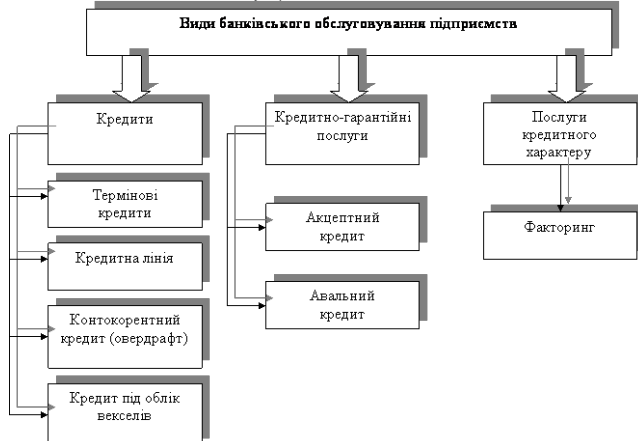 Види банківського обслуговування підприємств
Кредити
Термінові
кредити
Кредитна лінія
Контокорентний
кредит (овердрафт)
Кредит під облік
векселів
Кредитно-гарантійні
послуги
Акцептний
кредит
Авальний
кредит
Послуги
кредитного
характеру
Факторинг